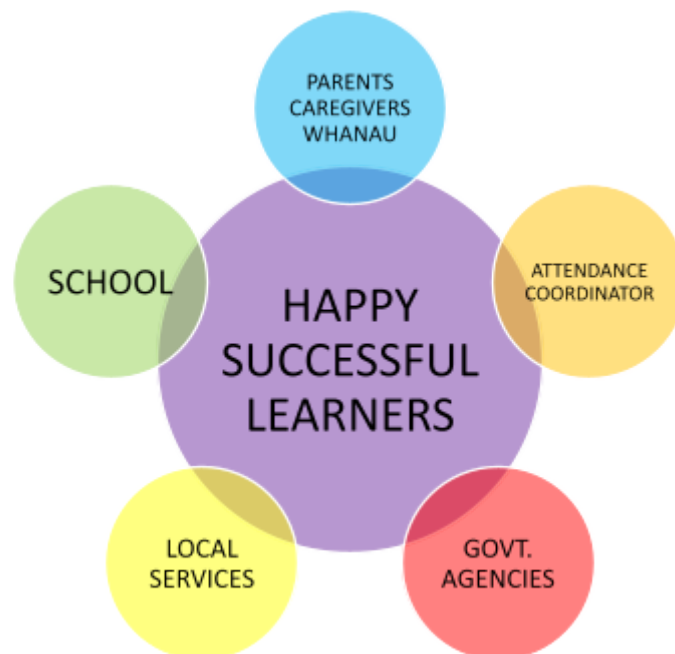 PARENTS
CAREGIVERS
WHANAU
SCHOOL
ATTENDANCE
COORDINATOR
HAPPY
SUCCESSFUL
LEARNERS
LOCAL
SERVICES
GOVT.
AGENCIES